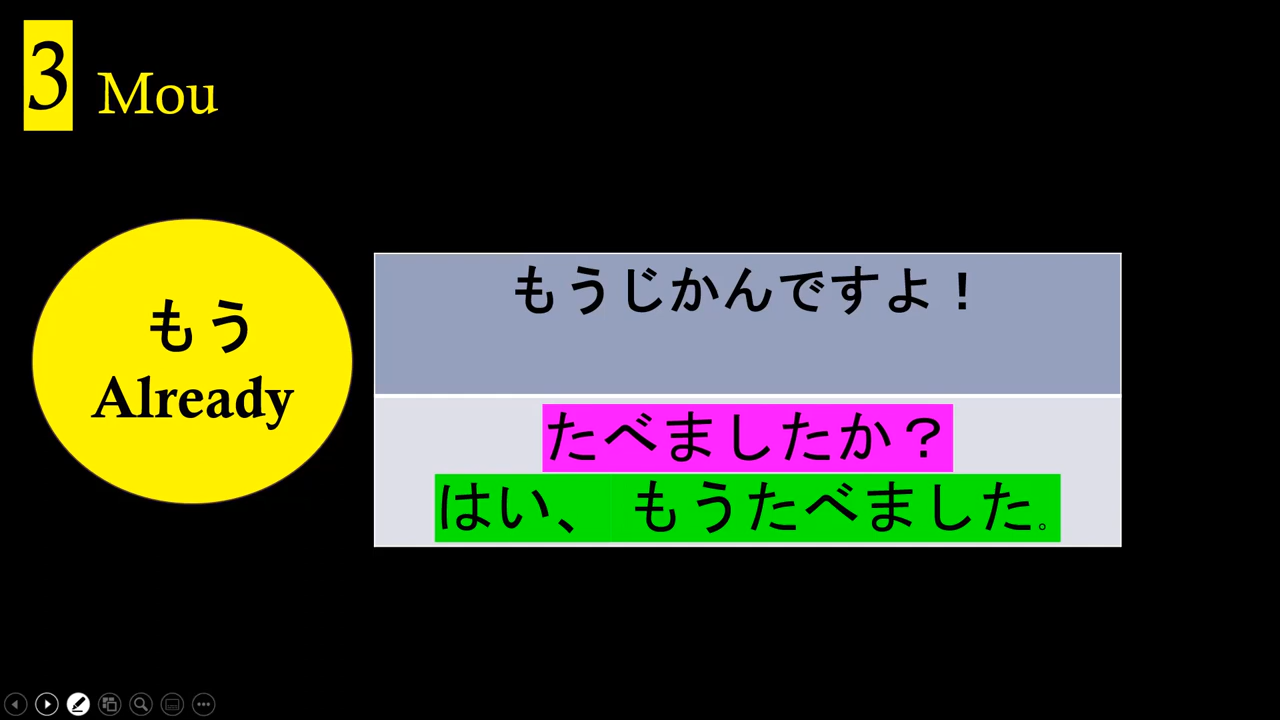 3 Mou
もう
Already
もうじかんですよ！
たべましたか？
はい、 もうたべました。